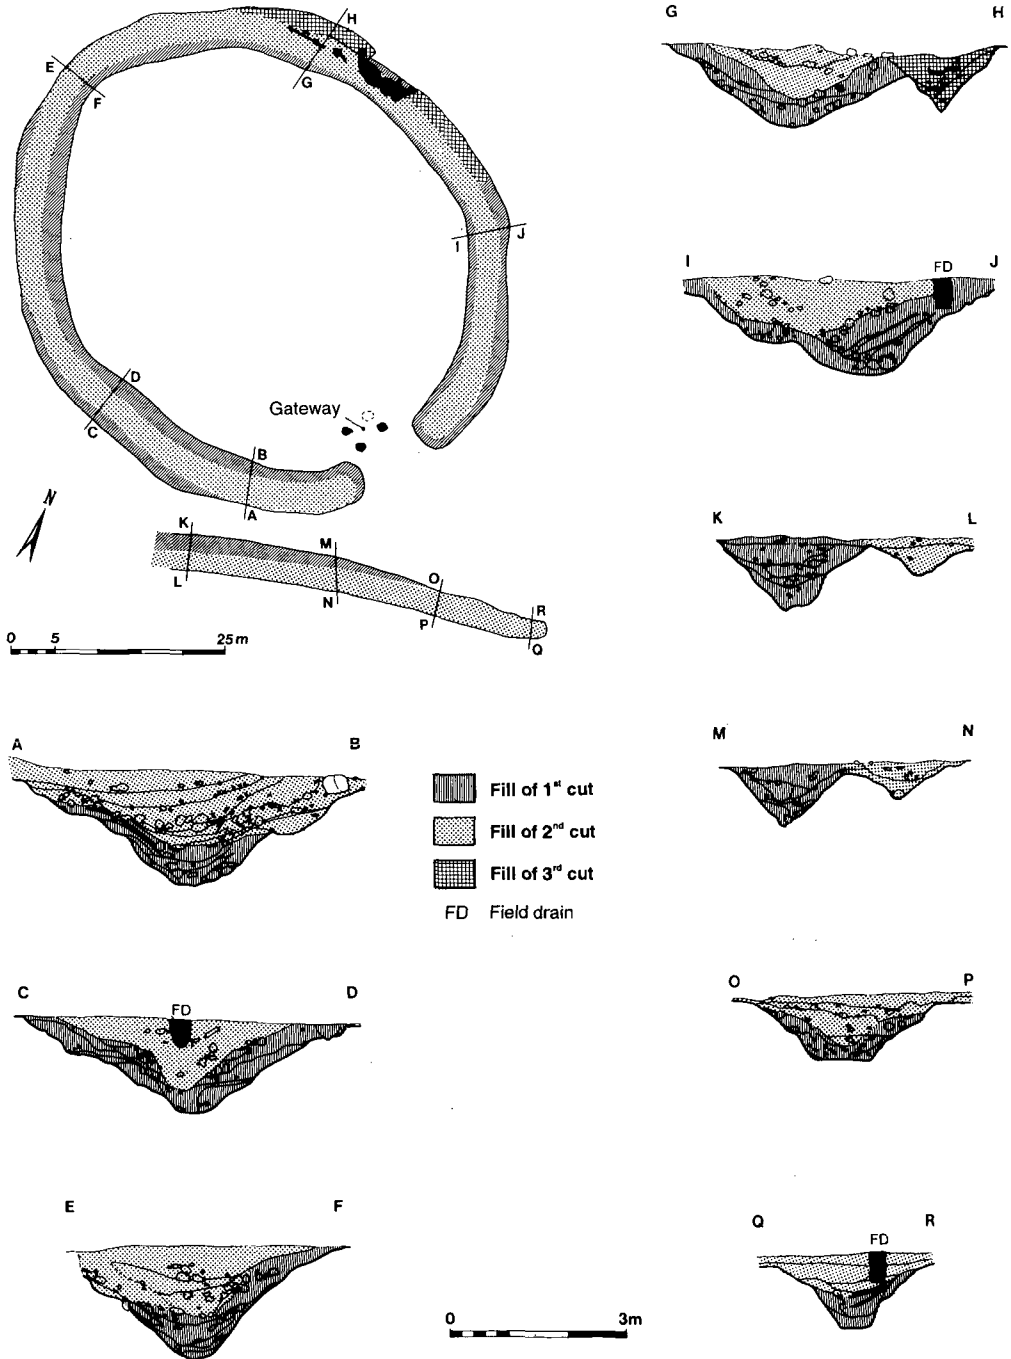 H
G
E
F
I
J
D
C
B
A
Gateway
N
K
L
M
N
O
P
R
Q
0 5 25m
G H
I J
FD
K L
M N
O P
Q R
FD
A B
C D
FD
E F
Fill of 1st cut
Fill of 2nd cut
Fill of 3rd cut
FD Field drain
0 3m